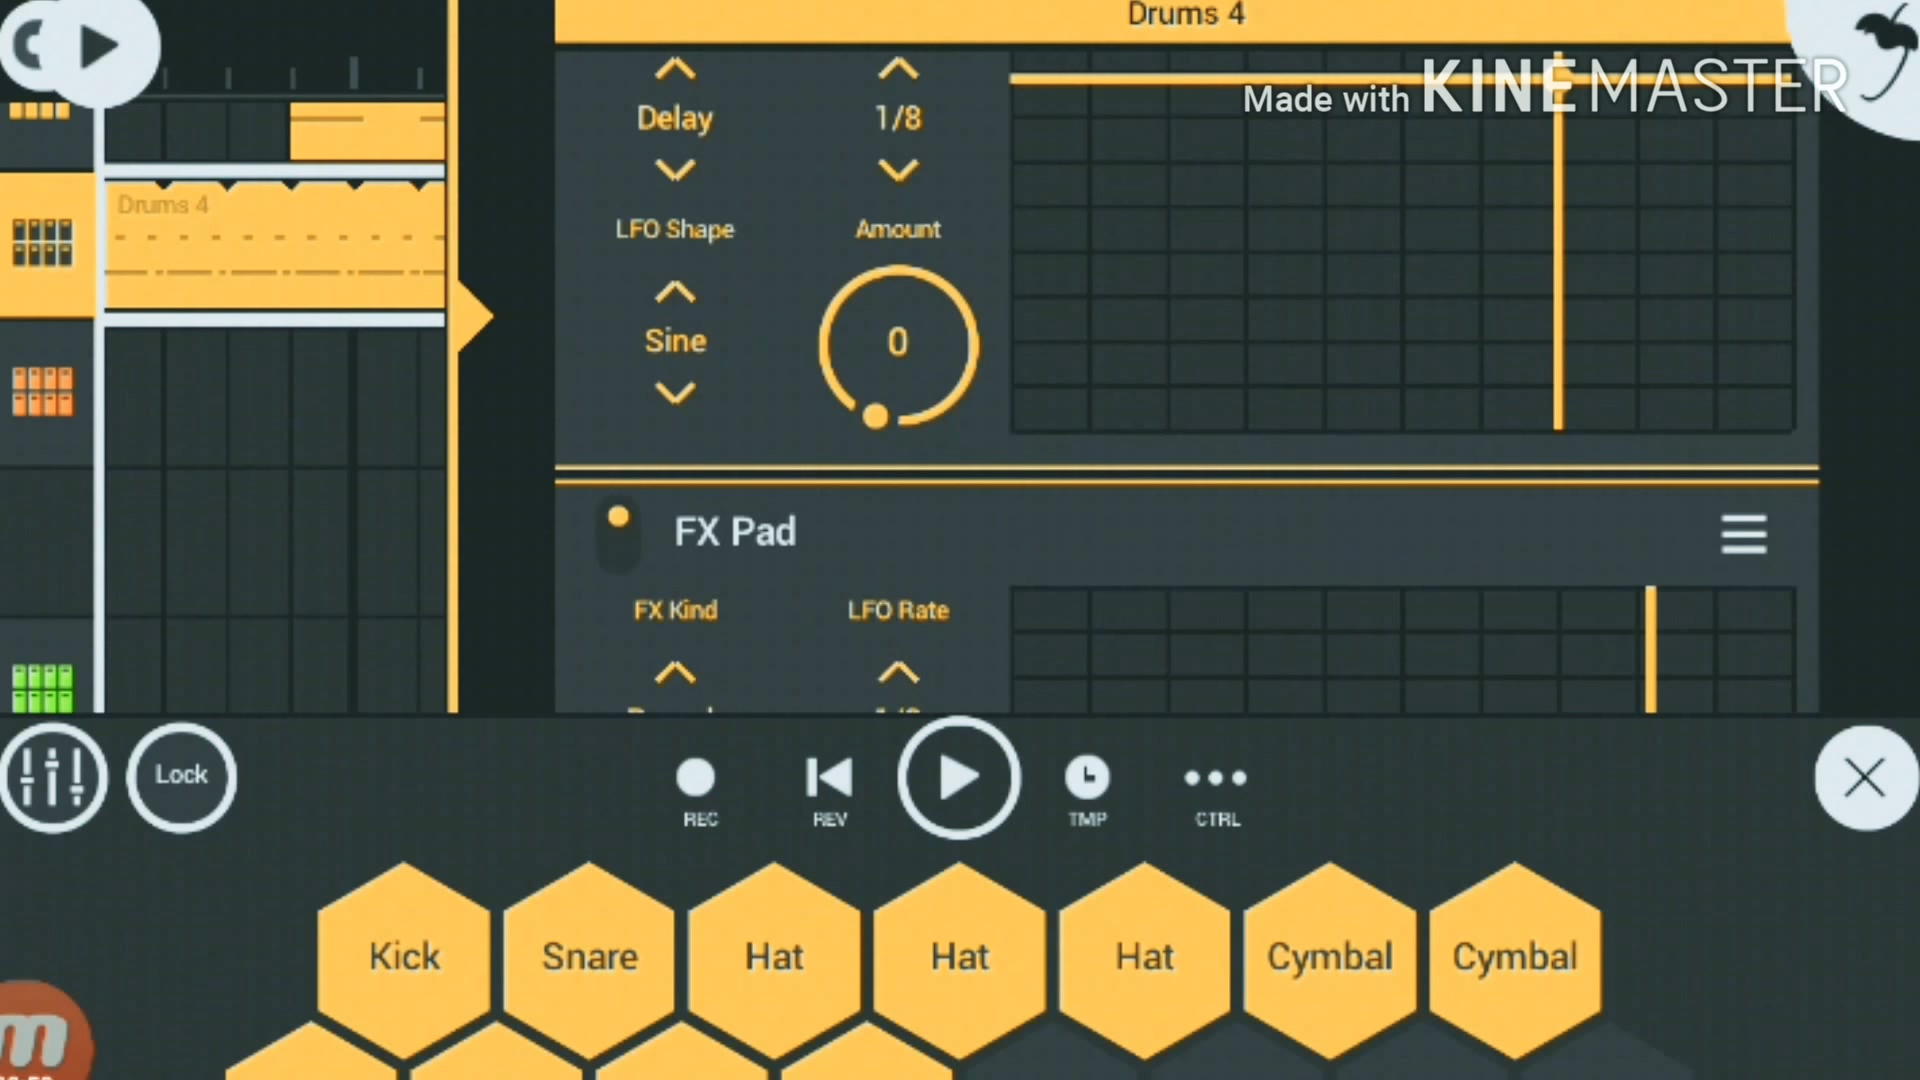 Drums 4
Made with KINEMASTER
Delay
1/8
Drums 4
LFO Shape
Amount
Sine
0
FX Pad
FX Kind
LFO Rate
Lock
REC
REV
TMP
CTRL
Kick
Snare
Hat
Hat
Hat
Cymbal
Cymbal
m